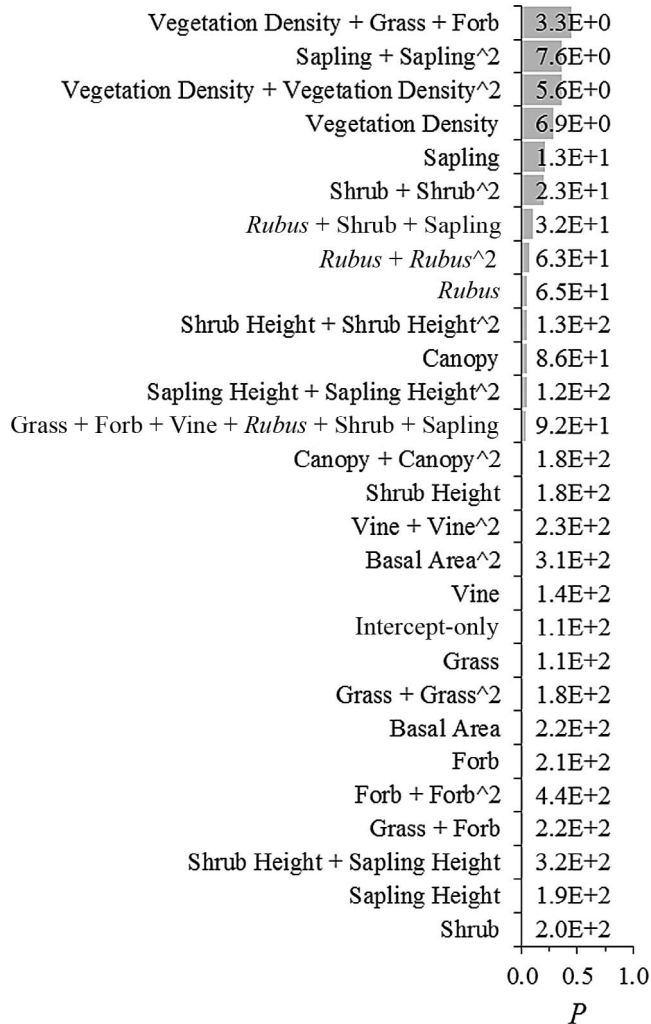 Vegetation Density + Grass + Forb 3.3E+0
Sapling + Sapling^2 7.6E+0
Vegetation Density + Vegetation Density^2 5.6E+0
Vegetation Density 6.9E+0
Sapling 1.3E+1
Shrub + Shrub^2 2.3E+1
Rubus + Shrub + Sapling 3.2E+1
Rubus + Rubus^2 6.3E+1
Rubus 6.5E+1
Shrub Height + Shrub Height^2 1.3E+2
Canopy 8.6E+1
Sapling Height + Sapling Height^2 1.2E+2
Grass + Forb + Vine + Rubus + Shrub + Sapling 9.2E+1
Canopy + Canopy^2 1.8E+2
Shrub Height 1.8E+2
Vine + Vine^2 2.3E+2
Basal Area^2 3.1E+2
Vine 1.4E+2
Intercept-only 1.1E+2
Grass 1.1E+2
Grass + Grass^2 1.8E+2
Basal Area 2.2E+2
Forb 2.1E+2
Forb + Forb^2 4.4E+2
Grass + Forb 2.2E+2
Shrub Height + Sapling Height 3.2E+2
Sapling Height 1.9E+2
Shrub 2.0E+2
0.0 0.5 1.0
P